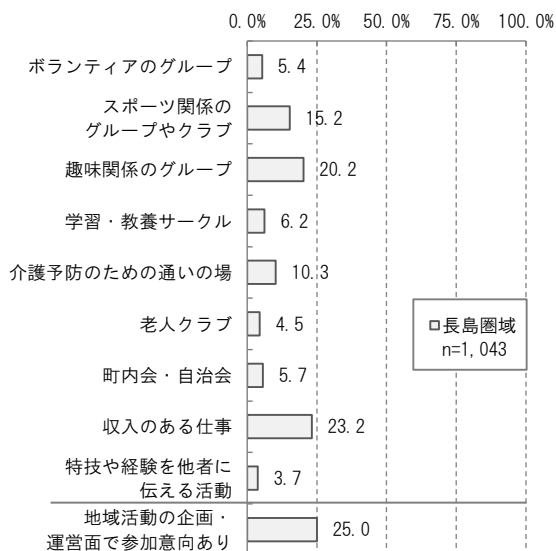 0.0% 25.0% 50.0% 75.0% 100.0%
ボランティアのグループ 5.4
スポーツ関係の
グループやクラブ 15.2
趣味関係のグループ 20.2
学習・教養サークル 6.2
介護予防のための通いの場 10.3
老人クラブ 4.5
長島圏域
n=1,043
町内会・自治会 5.7
収入のある仕事 23.2
特技や経験を他者に
伝える活動 3.7
地域活動の企画・
運営面で参加意向あり 25.0